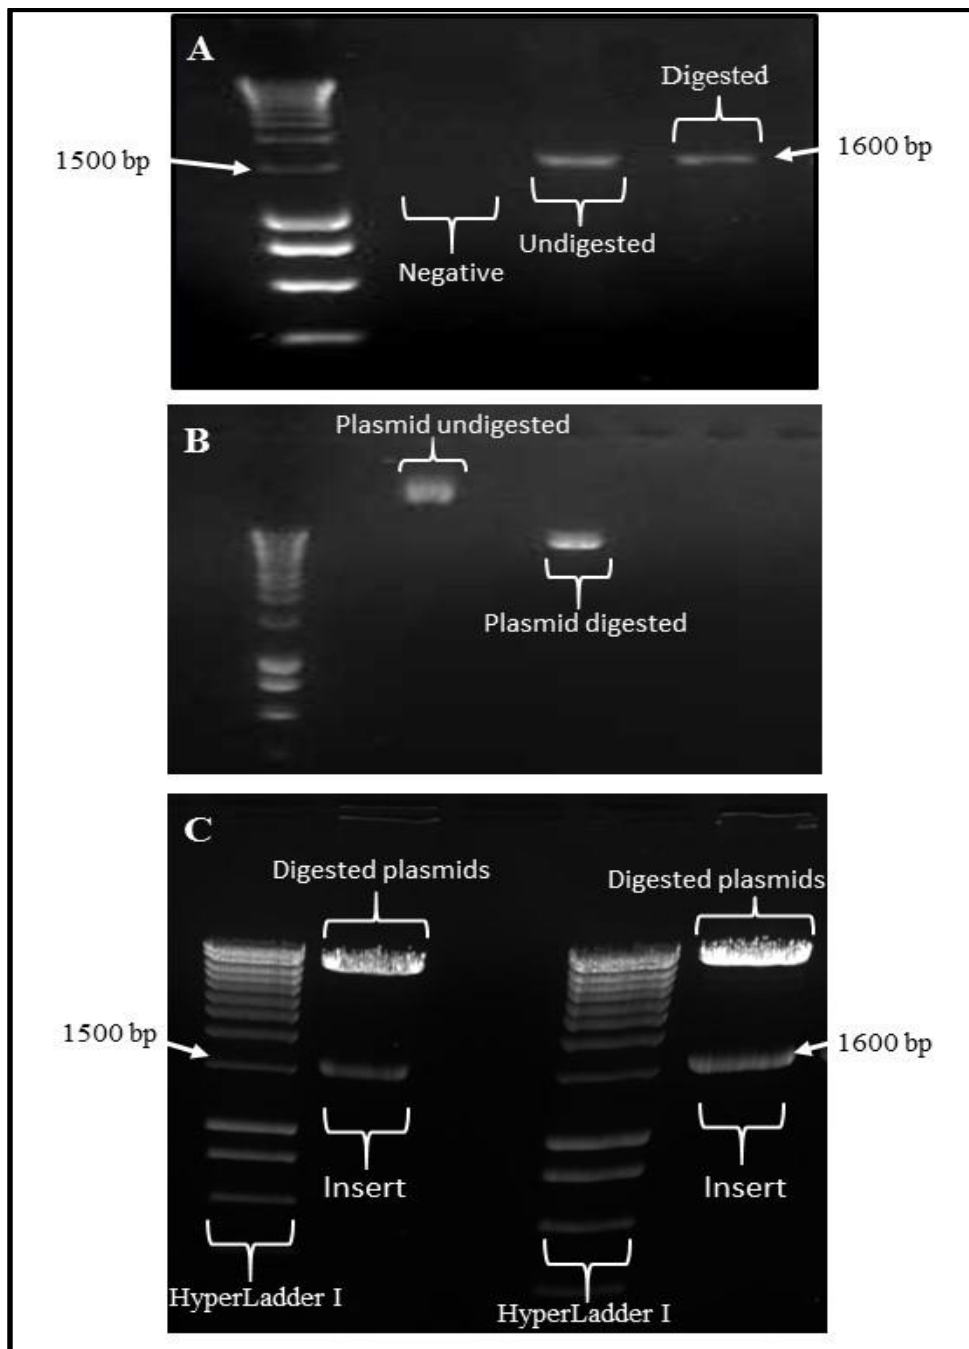 A
Digested
1500 bp
1600 bp
Undigested
Negative
B
Plasmid undigested
Plasmid digested
C
Digested plasmids
Digested plasmids
1500 bp
1600 bp
Insert
Insert
HyperLadder I
HyperLadder I